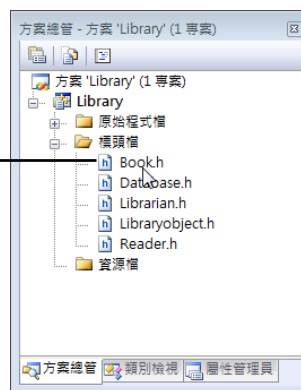 方案總管 - 方案 'Library' (1 專案)
方案 'Library' (1 專案)
Library
原始程式檔
標頭檔
Book.h
Database.h
Librarian.h
Libraryobject.h
Reader.h
資源檔
方案總管 類別檢視 屬性管理員